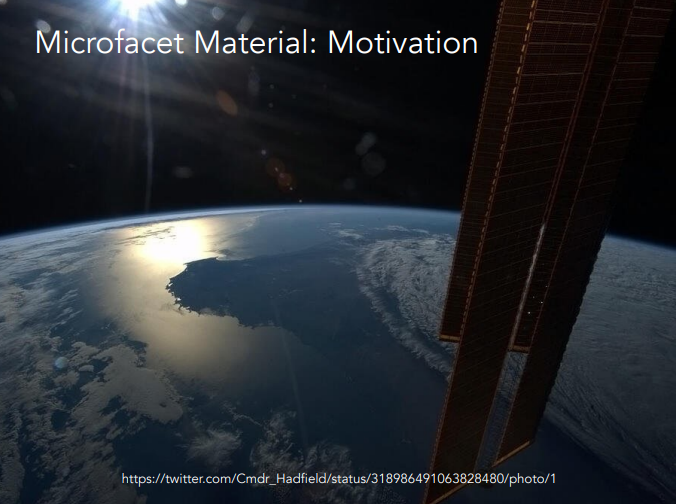 Microfacet Material: Motivation
https://twitter.com/Cmdr_Hadfield/status/318986491063828480/photo/1